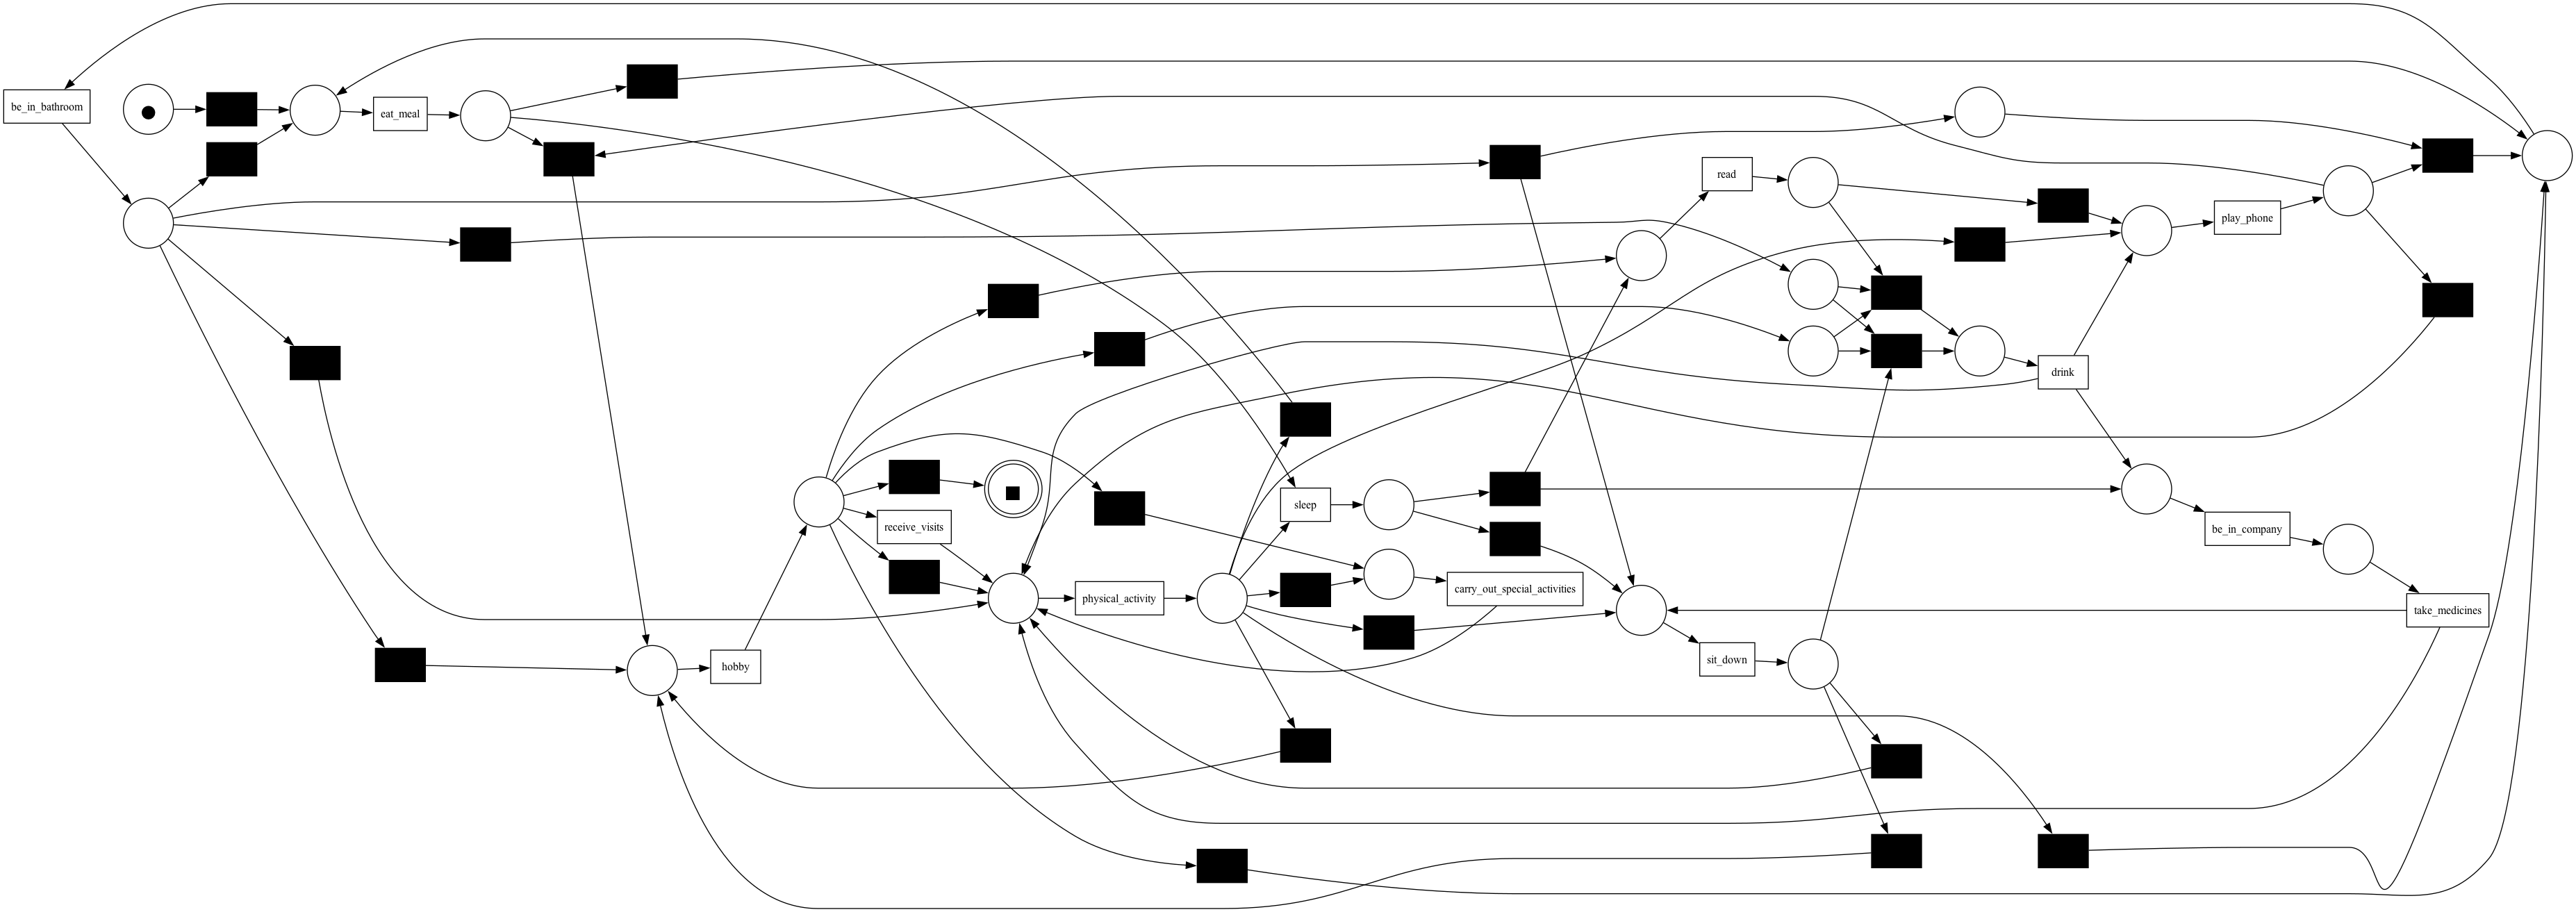 be_in_bathroom
eat_meal
read
play_phone
drink
sleep
receive_visits
be_in_company
carry_out_special_activities
physical_activity
take_medicines
hobby
sit_down